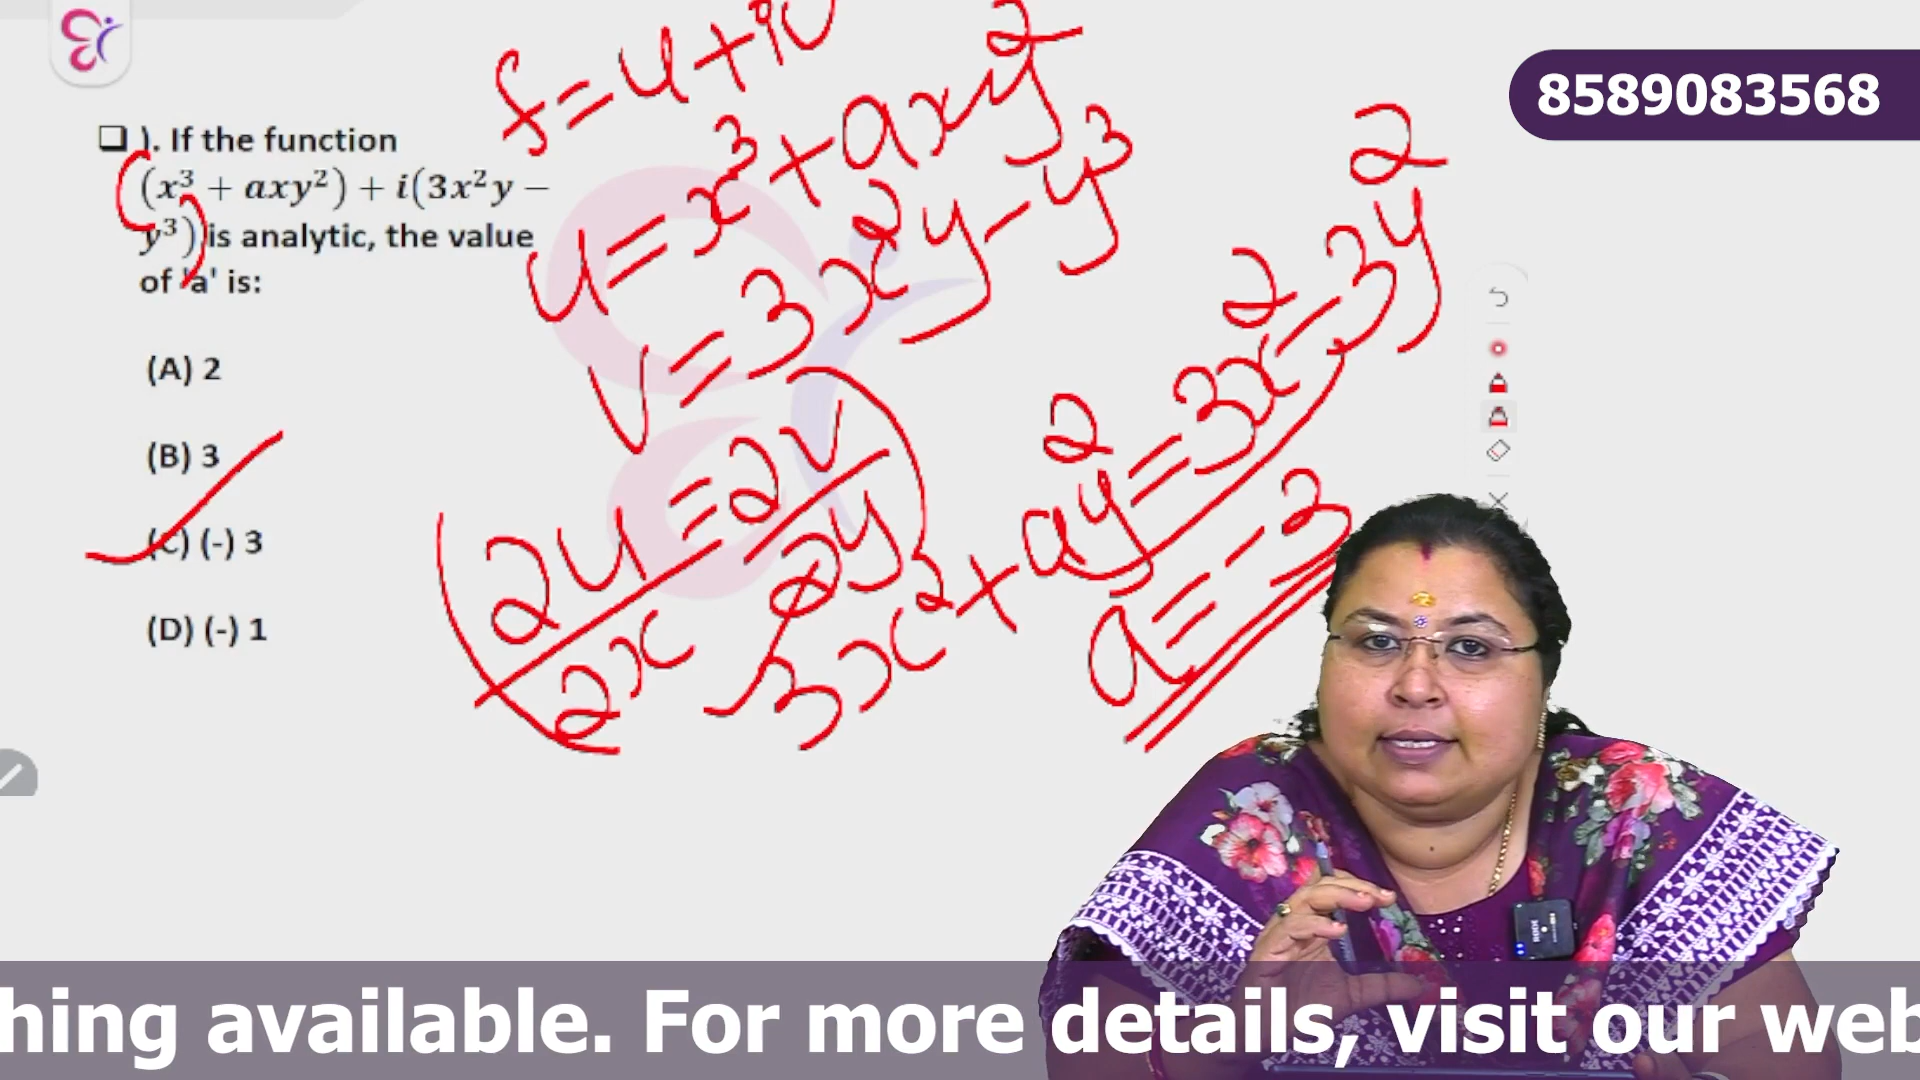 8589083568
❑ ). If the function
(x³ + axy²) + i(3x²y −
y³) is analytic, the value
of 'a' is:
(A) 2
(B) 3
(C) (-) 3
(D) (-) 1
f = u + iv
u = x³ + axy²
v = 3x²y - y³
∂u/∂x = ∂v/∂y
3x² + ay² = 3x² - 3y²
a = -3
RODE
hing available. For more details, visit our web